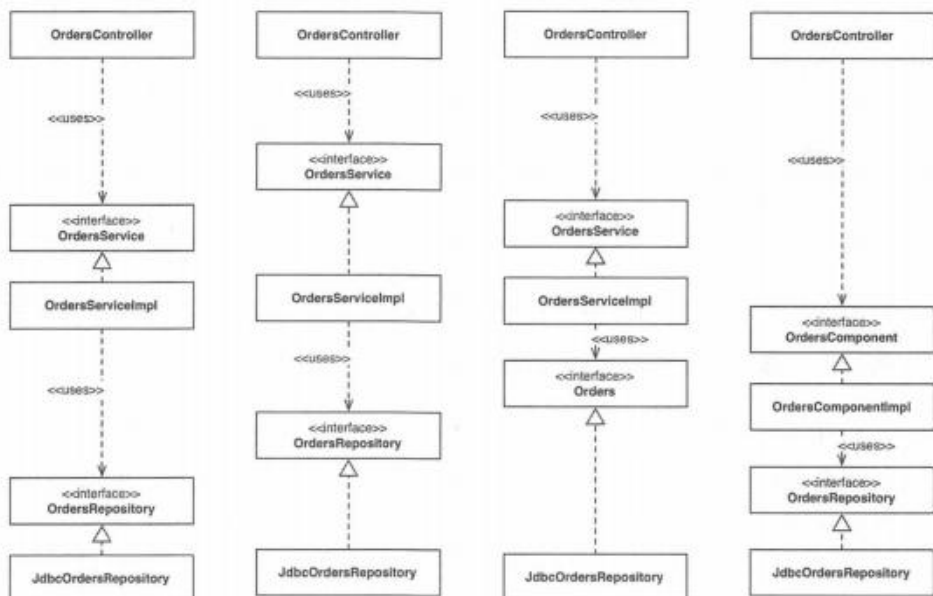 OrdersController
<<uses>>
<<interface>>
OrdersService
OrdersServiceImpl
<<uses>>
<<interface>>
OrdersRepository
JdbcOrdersRepository
OrdersController
<<uses>>
<<interface>>
OrdersService
OrdersServiceImpl
<<uses>>
<<interface>>
OrdersRepository
JdbcOrdersRepository
OrdersController
<<uses>>
<<interface>>
OrdersService
OrdersServiceImpl
<<uses>>
<<interface>>
Orders
JdbcOrdersRepository
OrdersController
<<uses>>
<<interface>>
OrdersComponent
OrdersComponentImpl
<<uses>>
<<interface>>
OrdersRepository
JdbcOrdersRepository